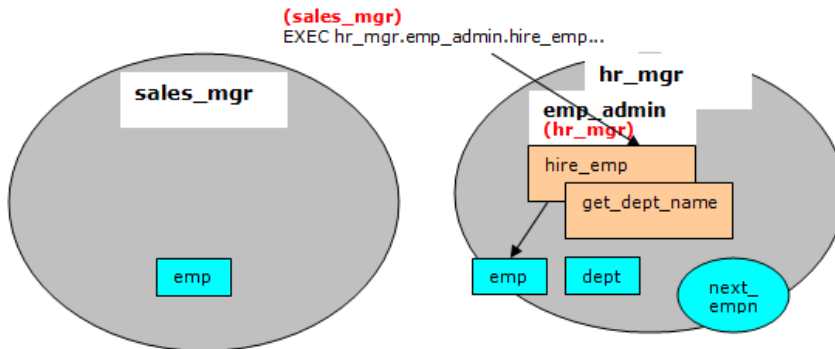 (sales_mgr)
EXEC hr_mgr.emp_admin.hire_emp...
sales_mgr
hr_mgr
emp_admin
(hr_mgr)
hire_emp
get_dept_name
emp
emp
dept
next_
empn